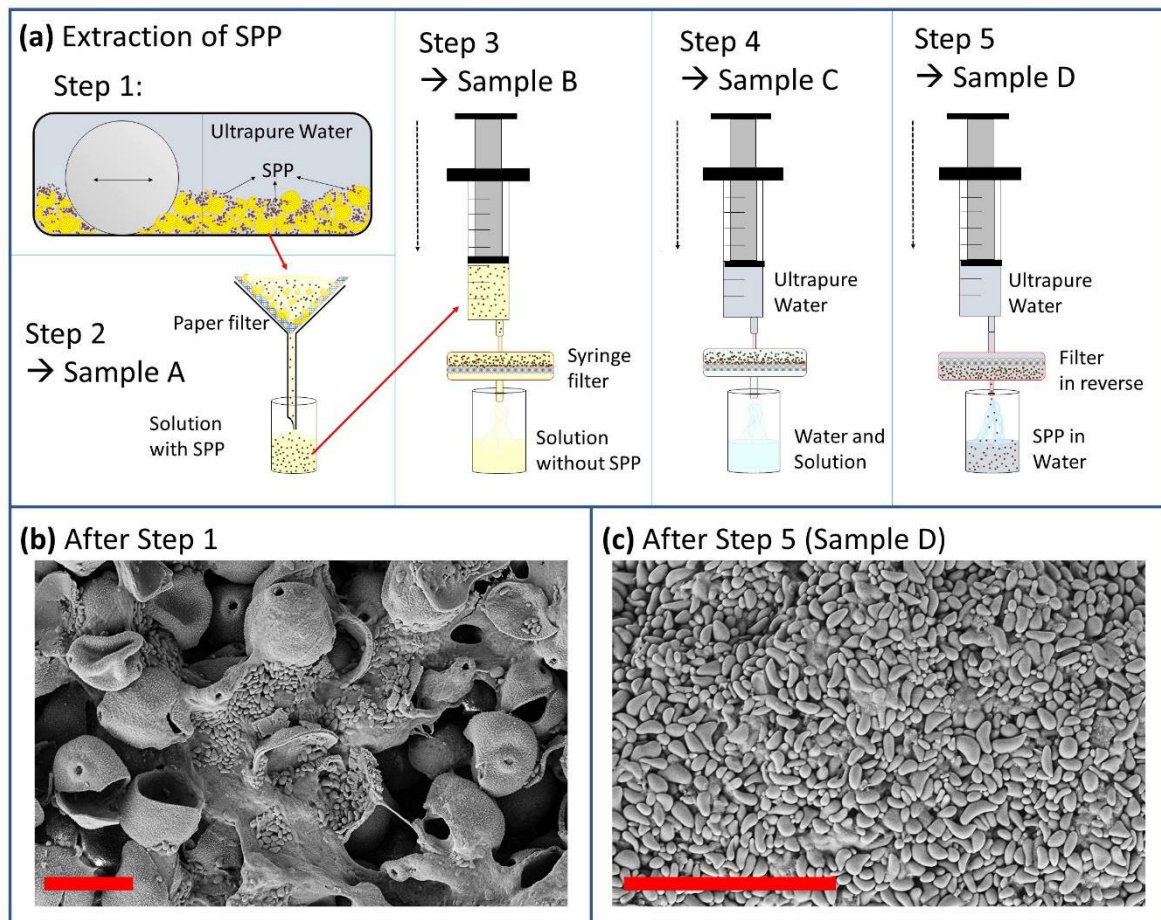 (a) Extraction of SPP
Step 1:
Ultrapure Water
SPP
Step 2
→ Sample A
Paper filter
Solution
with SPP
Step 3
→ Sample B
Syringe
filter
Solution
without SPP
Step 4
→ Sample C
Ultrapure
Water
Water and
Solution
Step 5
→ Sample D
Ultrapure
Water
Filter
in reverse
SPP in
Water
(b) After Step 1
(c) After Step 5 (Sample D)